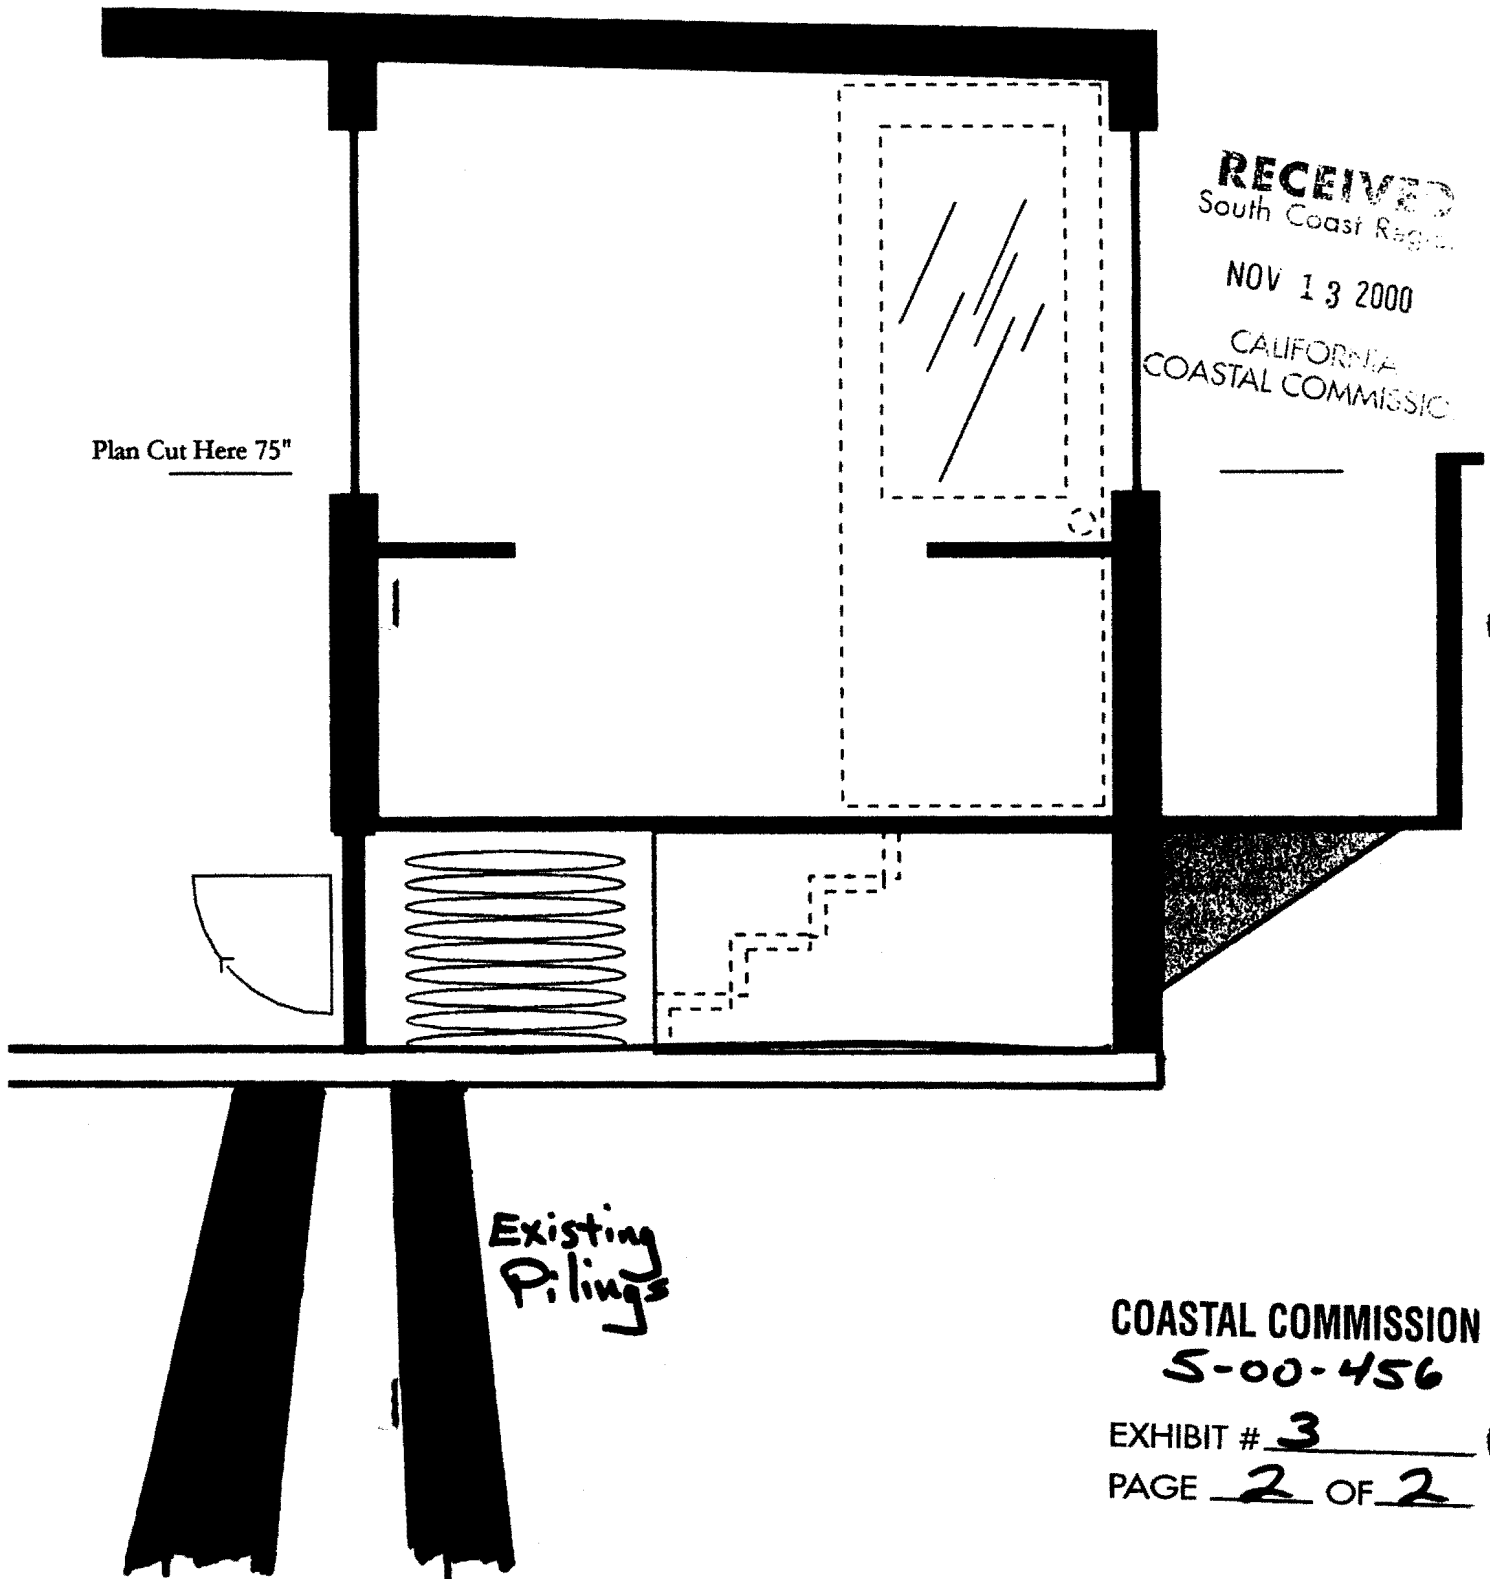 RECEIVED
South Coast Region
NOV 13 2000
CALIFORNIA
COASTAL COMMISSION
Plan Cut Here 75"
Existing
Pilings
COASTAL COMMISSION
5-00-456
EXHIBIT # 3
PAGE 2 OF 2